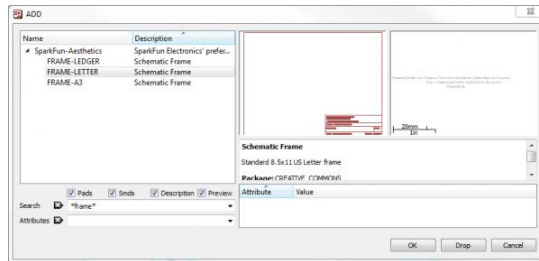 ADD
Name Description
SparkFun-Aesthetics SparkFun Electronics' prefer...
FRAME-LEDGER Schematic Frame
FRAME-LETTER Schematic Frame
FRAME-A3 Schematic Frame
20mm
1in
Schematic Frame
Standard 8.5x11 US Letter frame
Package: CREATIVE_COMMONS
Pads Smds Description Preview
Search *frame*
Attributes
Attribute Value
OK Drop Cancel